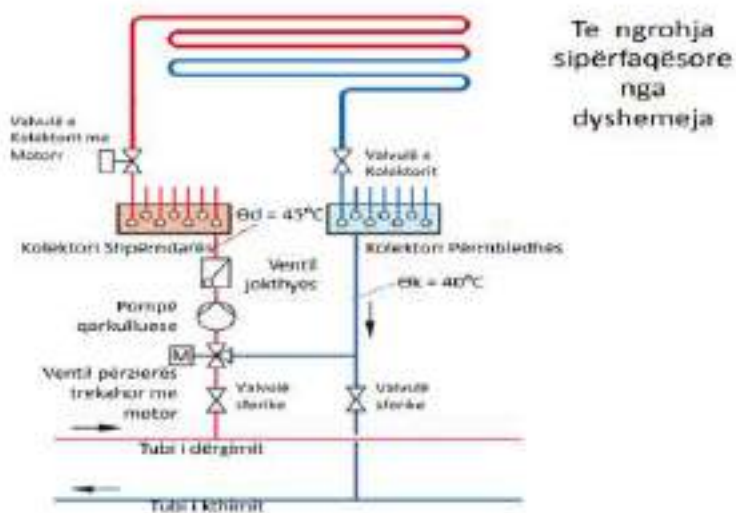 Te ngrohja
sipërfaqësore
nga
dyshemeja
Valvulë e
Kolektorit me
Motorr
Valvulë e
Kolektorit
Θd = 45°C
Kolektori Shpërndarës
Kolektori Përmbledhës
Ventil
jokthyes
Θk = 40°C
Pompë
qarkulluese
M
Ventil përzierës
trekahor me
motor
Valvulë
sferike
Valvulë
sferike
Tubi i dërgimit
Tubi i kthimit